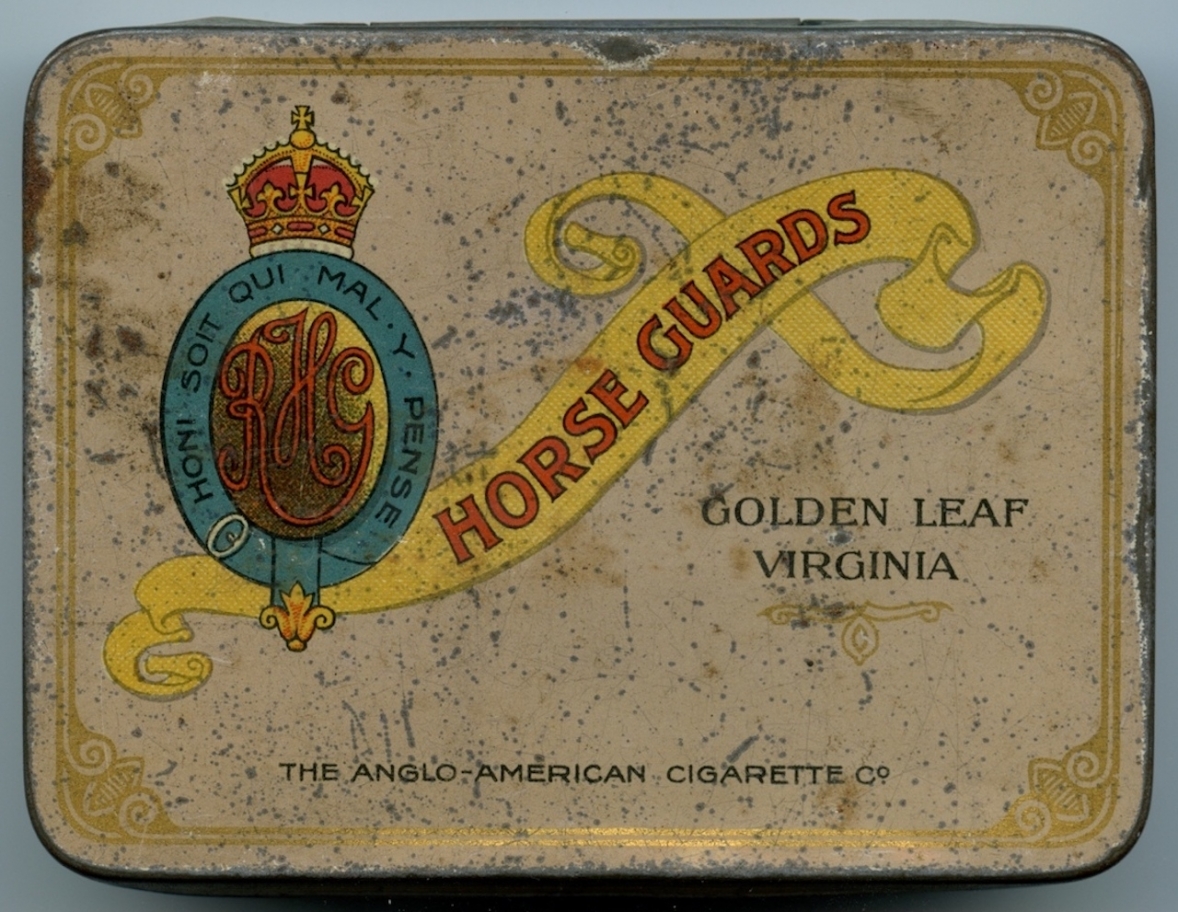 HONI SOIT QUI MAL · Y · PENSE
RHG
HORSE GUARDS
GOLDEN LEAF
VIRGINIA
THE ANGLO-AMERICAN CIGARETTE Cº